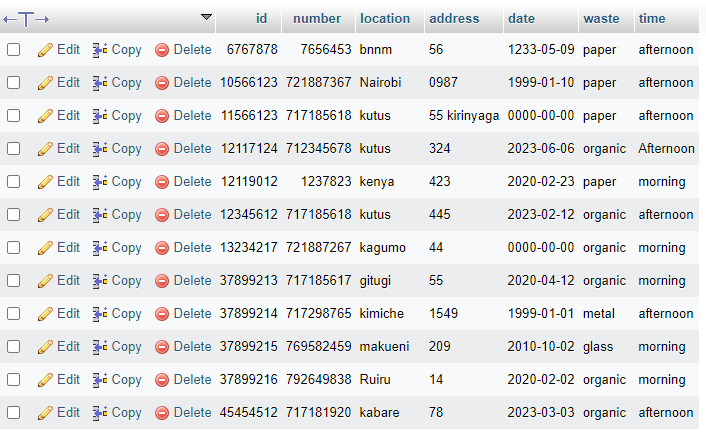 id number location address date waste time
Edit Copy Delete 6767878 7656453 bnnm 56 1233-05-09 paper afternoon
Edit Copy Delete 10566123 721887367 Nairobi 0987 1999-01-10 paper afternoon
Edit Copy Delete 11566123 717185618 kutus 55 kirinyaga 0000-00-00 paper afternoon
Edit Copy Delete 12117124 712345678 kutus 324 2023-06-06 organic Afternoon
Edit Copy Delete 12119012 1237823 kenya 423 2020-02-23 paper morning
Edit Copy Delete 12345612 717185618 kutus 445 2023-02-12 organic afternoon
Edit Copy Delete 13234217 721887267 kagumo 44 0000-00-00 organic morning
Edit Copy Delete 37899213 717185617 gitugi 55 2020-04-12 organic morning
Edit Copy Delete 37899214 717298765 kimiche 1549 1999-01-01 metal afternoon
Edit Copy Delete 37899215 769582459 makueni 209 2010-10-02 glass morning
Edit Copy Delete 37899216 792649838 Ruiru 14 2020-02-02 organic morning
Edit Copy Delete 45454512 717181920 kabare 78 2023-03-03 organic afternoon